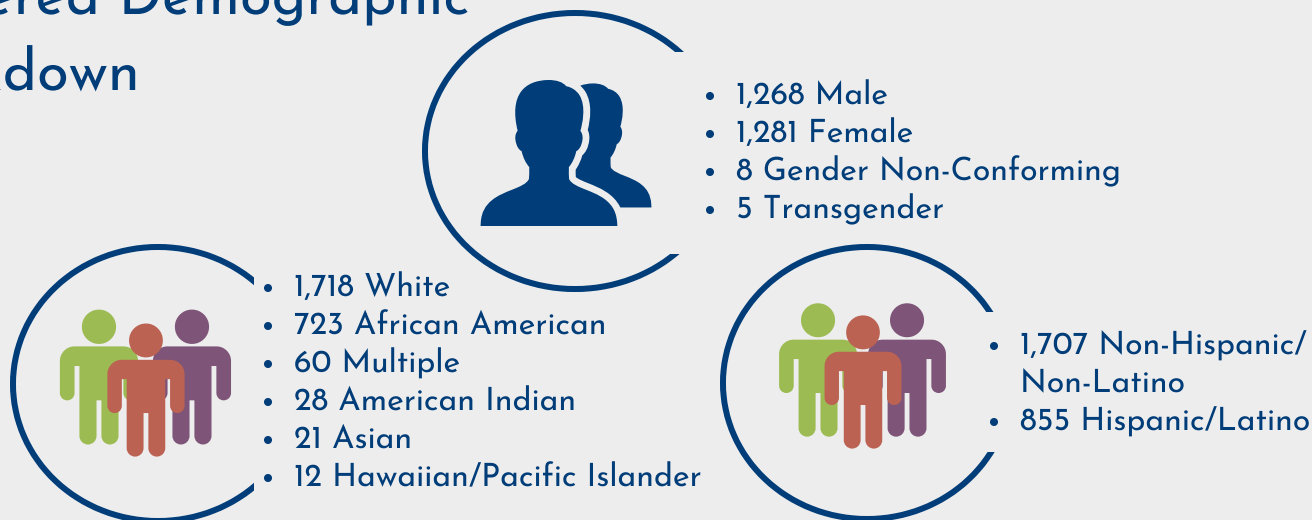 Demographic
down
1,268 Male
1,281 Female
8 Gender Non-Conforming
5 Transgender
1,718 White
723 African American
60 Multiple
28 American Indian
21 Asian
12 Hawaiian/Pacific Islander
1,707 Non-Hispanic/
Non-Latino
855 Hispanic/Latino